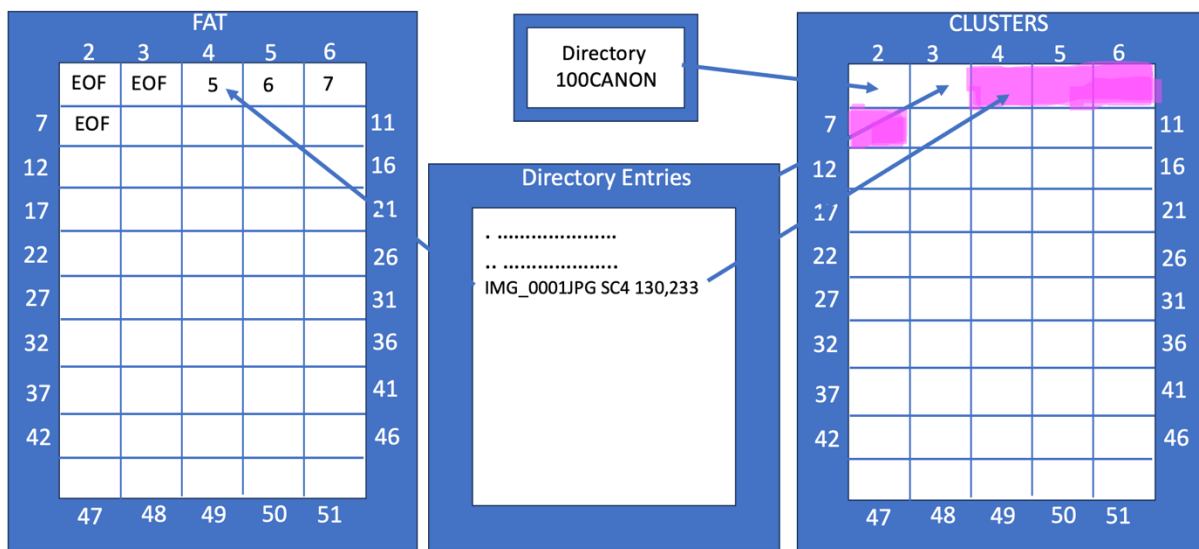 FAT
2 3 4 5 6
EOF EOF 5 6 7
7 EOF 11
12 16
17 21
22 26
27 31
32 36
37 41
42 46
47 48 49 50 51
Directory
100CANON
Directory Entries
. .....................
.. .....................
IMG_0001JPG SC4 130,233
CLUSTERS
2 3 4 5 6
7 11
12 16
17 21
22 26
27 31
32 36
37 41
42 46
47 48 49 50 51